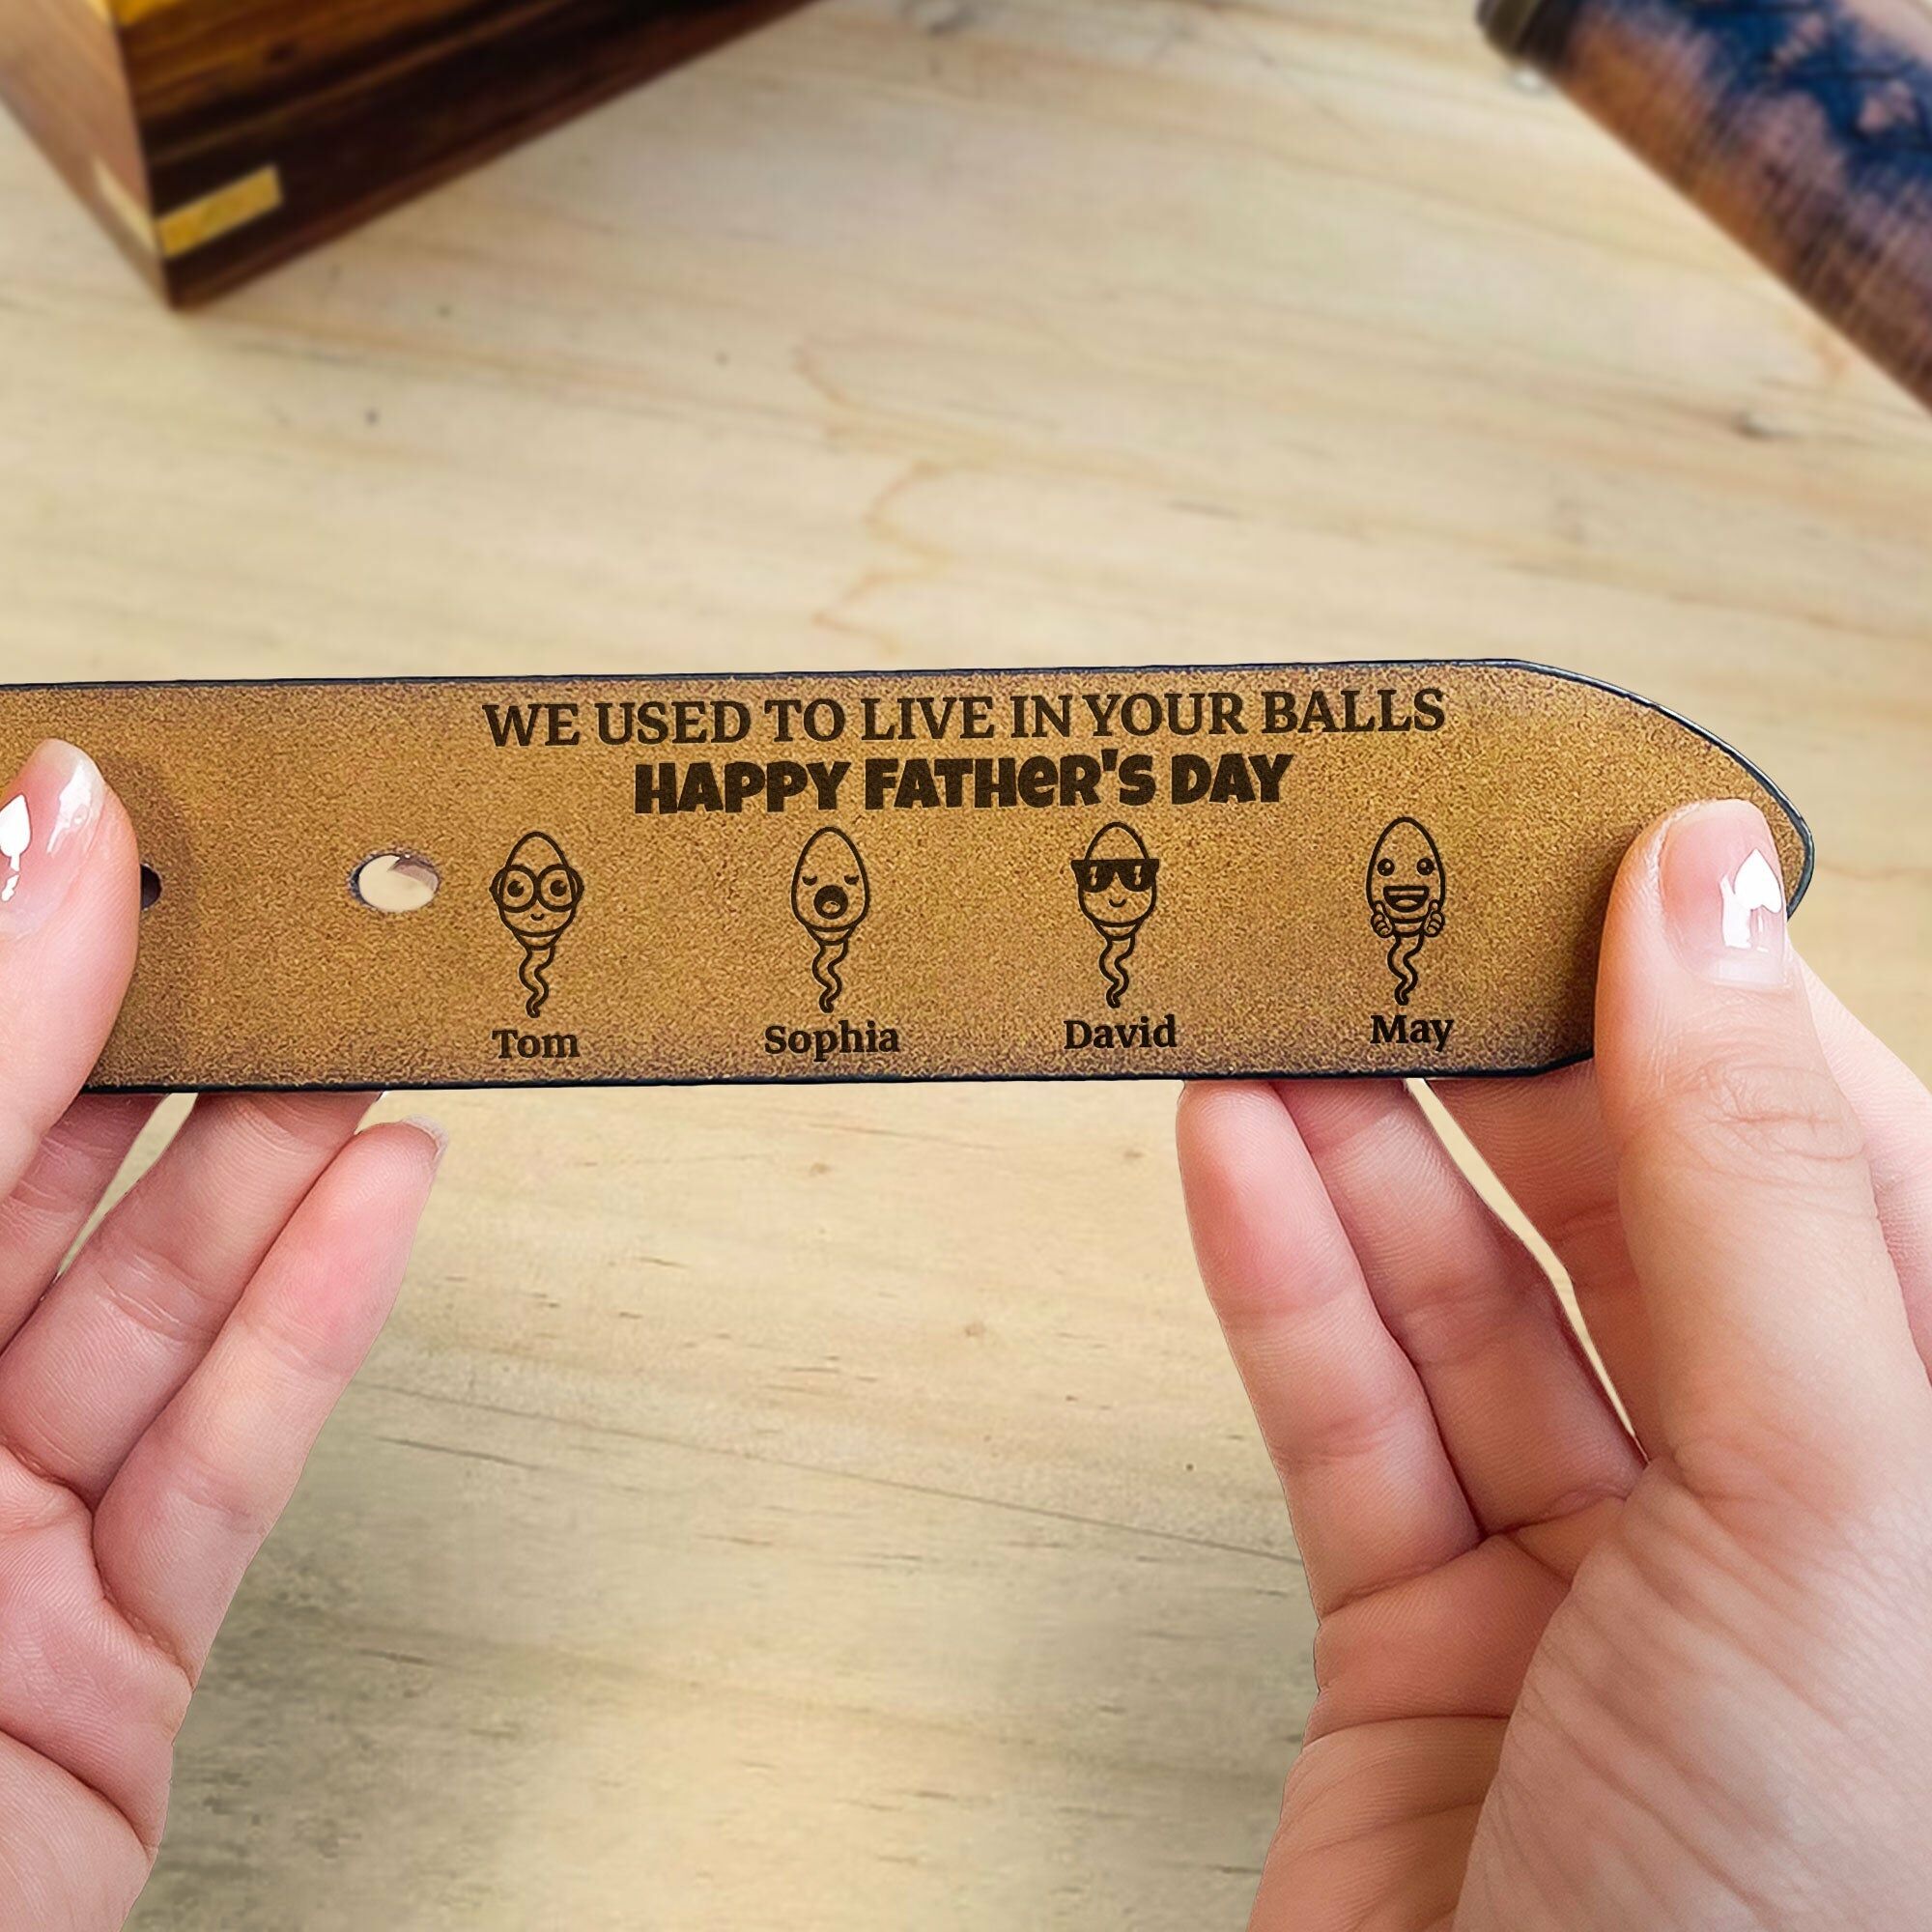 WE USED TO LIVE IN YOUR BALLS
HAPPY FATHER'S DAY
Tom Sophia David May